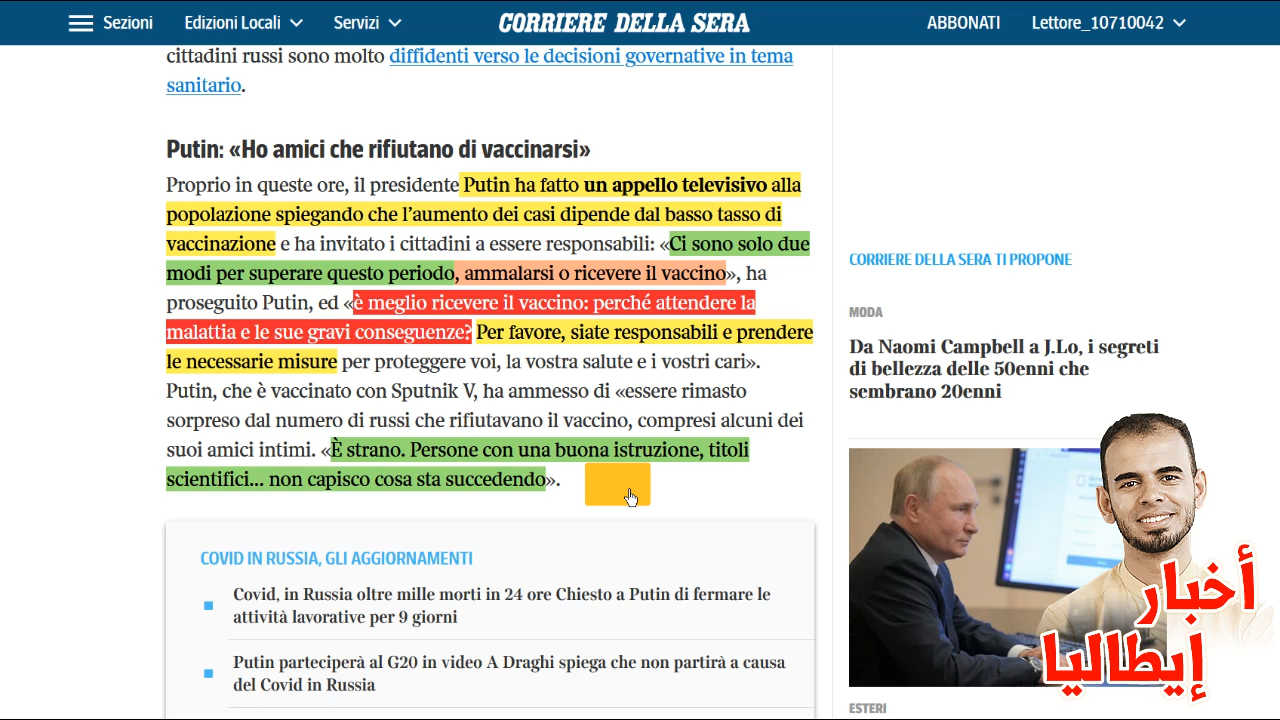 Sezioni Edizioni Locali Servizi CORRIERE DELLA SERA ABBONATI Lettore_10710042
cittadini russi sono molto diffidenti verso le decisioni governative in tema
sanitario.
Putin: «Ho amici che rifiutano di vaccinarsi»
Proprio in queste ore, il presidente Putin ha fatto un appello televisivo alla
popolazione spiegando che l’aumento dei casi dipende dal basso tasso di
vaccinazione e ha invitato i cittadini a essere responsabili: «Ci sono solo due
modi per superare questo periodo, ammalarsi o ricevere il vaccino», ha
proseguito Putin, ed «è meglio ricevere il vaccino: perché attendere la
malattia e le sue gravi conseguenze? Per favore, siate responsabili e prendere
le necessarie misure per proteggere voi, la vostra salute e i vostri cari».
Putin, che è vaccinato con Sputnik V, ha ammesso di «essere rimasto
sorpreso dal numero di russi che rifiutavano il vaccino, compresi alcuni dei
suoi amici intimi. «È strano. Persone con una buona istruzione, titoli
scientifici... non capisco cosa sta succedendo».
COVID IN RUSSIA, GLI AGGIORNAMENTI
Covid, in Russia oltre mille morti in 24 ore Chiesto a Putin di fermare le
attività lavorative per 9 giorni
Putin parteciperà al G20 in video A Draghi spiega che non partirà a causa
del Covid in Russia
CORRIERE DELLA SERA TI PROPONE
MODA
Da Naomi Campbell a J.Lo, i segreti
di bellezza delle 50enni che
sembrano 20enni
أخبار
إيطاليا
ESTERI